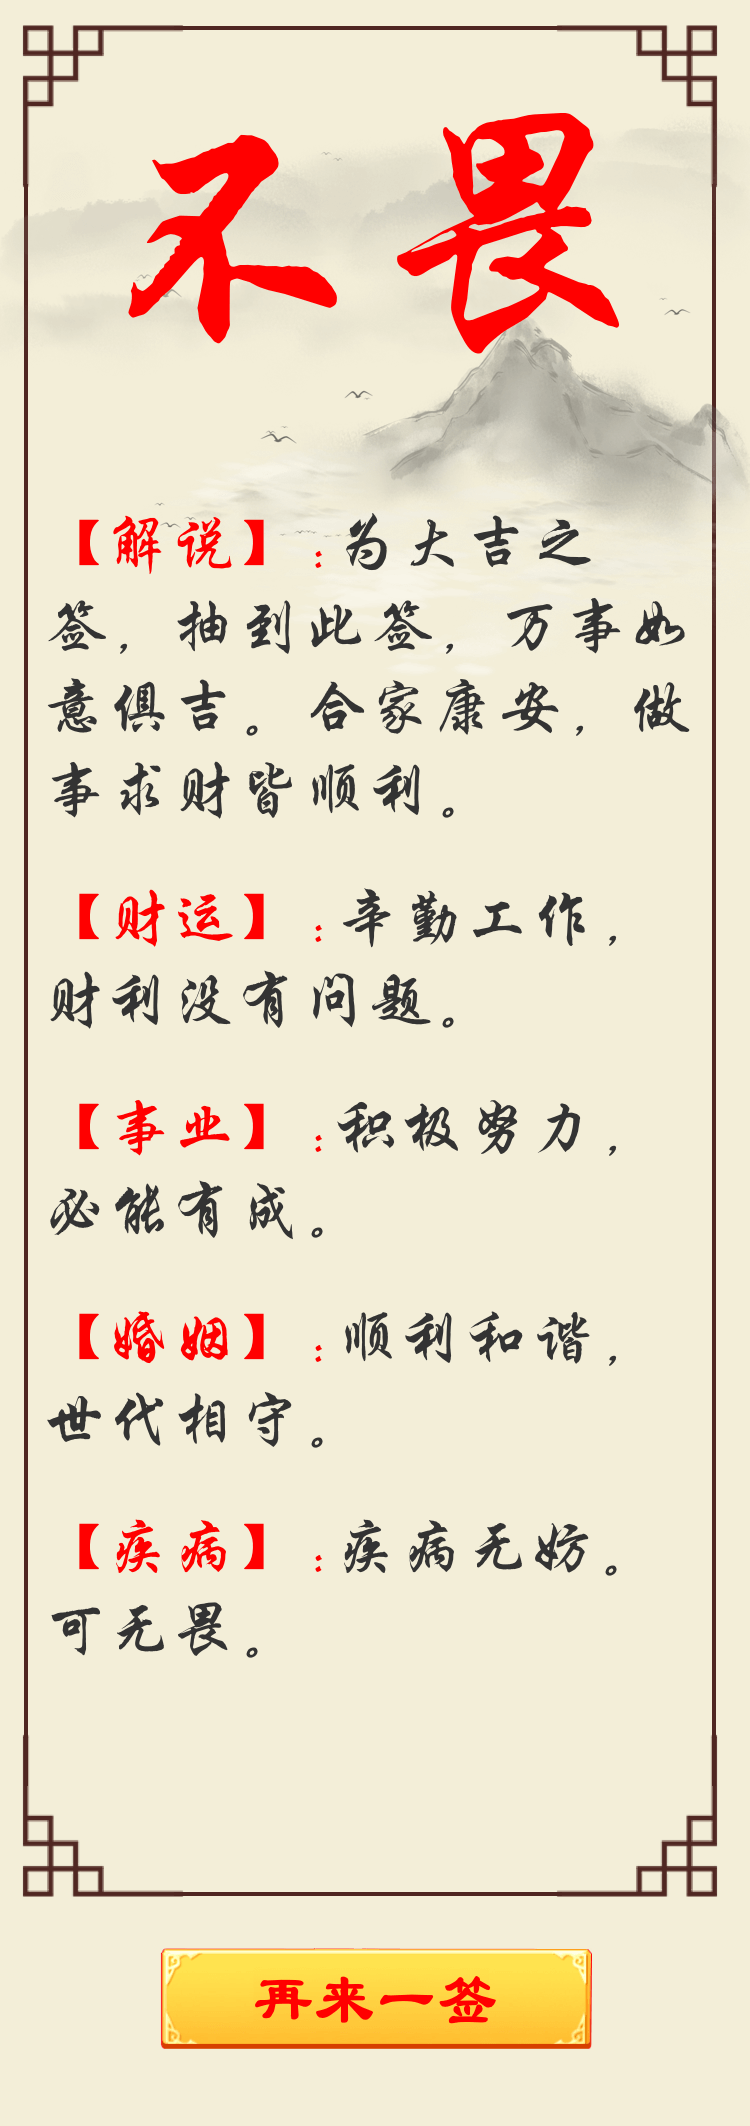 不畏
【解说】：为大吉之
签，抽到此签，万事如
意俱吉。合家康安，做
事求财皆顺利。
【财运】：辛勤工作，
财利没有问题。
【事业】：积极努力，
必能有成。
【婚姻】：顺利和谐，
世代相守。
【疾病】：疾病无妨。
可无畏。
再来一签